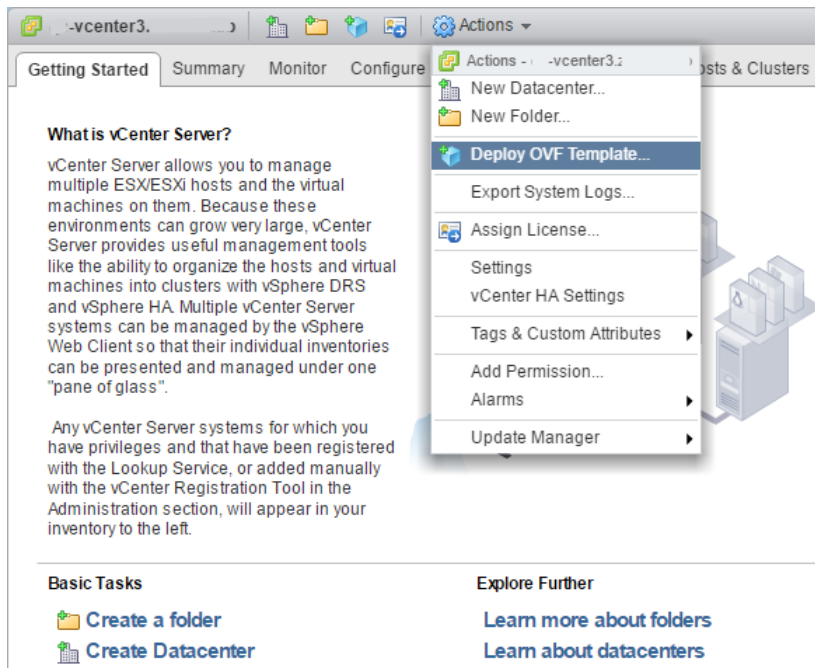 -vcenter3.
Actions
Getting Started Summary Monitor Configure
Actions - -vcenter3.
sts & Clusters
New Datacenter...
New Folder...
Deploy OVF Template...
Export System Logs...
Assign License...
Settings
vCenter HA Settings
Tags & Custom Attributes
Add Permission...
Alarms
Update Manager
What is vCenter Server?
vCenter Server allows you to manage
multiple ESX/ESXi hosts and the virtual
machines on them. Because these
environments can grow very large, vCenter
Server provides useful management tools
like the ability to organize the hosts and virtual
machines into clusters with vSphere DRS
and vSphere HA. Multiple vCenter Server
systems can be managed by the vSphere
Web Client so that their individual inventories
can be presented and managed under one
"pane of glass".
Any vCenter Server systems for which you
have privileges and that have been registered
with the Lookup Service, or added manually
with the vCenter Registration Tool in the
Administration section, will appear in your
inventory to the left.
Basic Tasks
Create a folder
Create Datacenter
Explore Further
Learn more about folders
Learn about datacenters